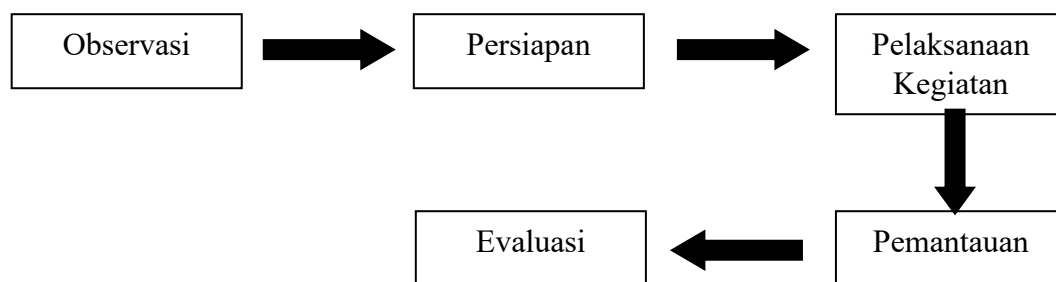 Observasi
Persiapan
Pelaksanaan
Kegiatan
Pemantauan
Evaluasi